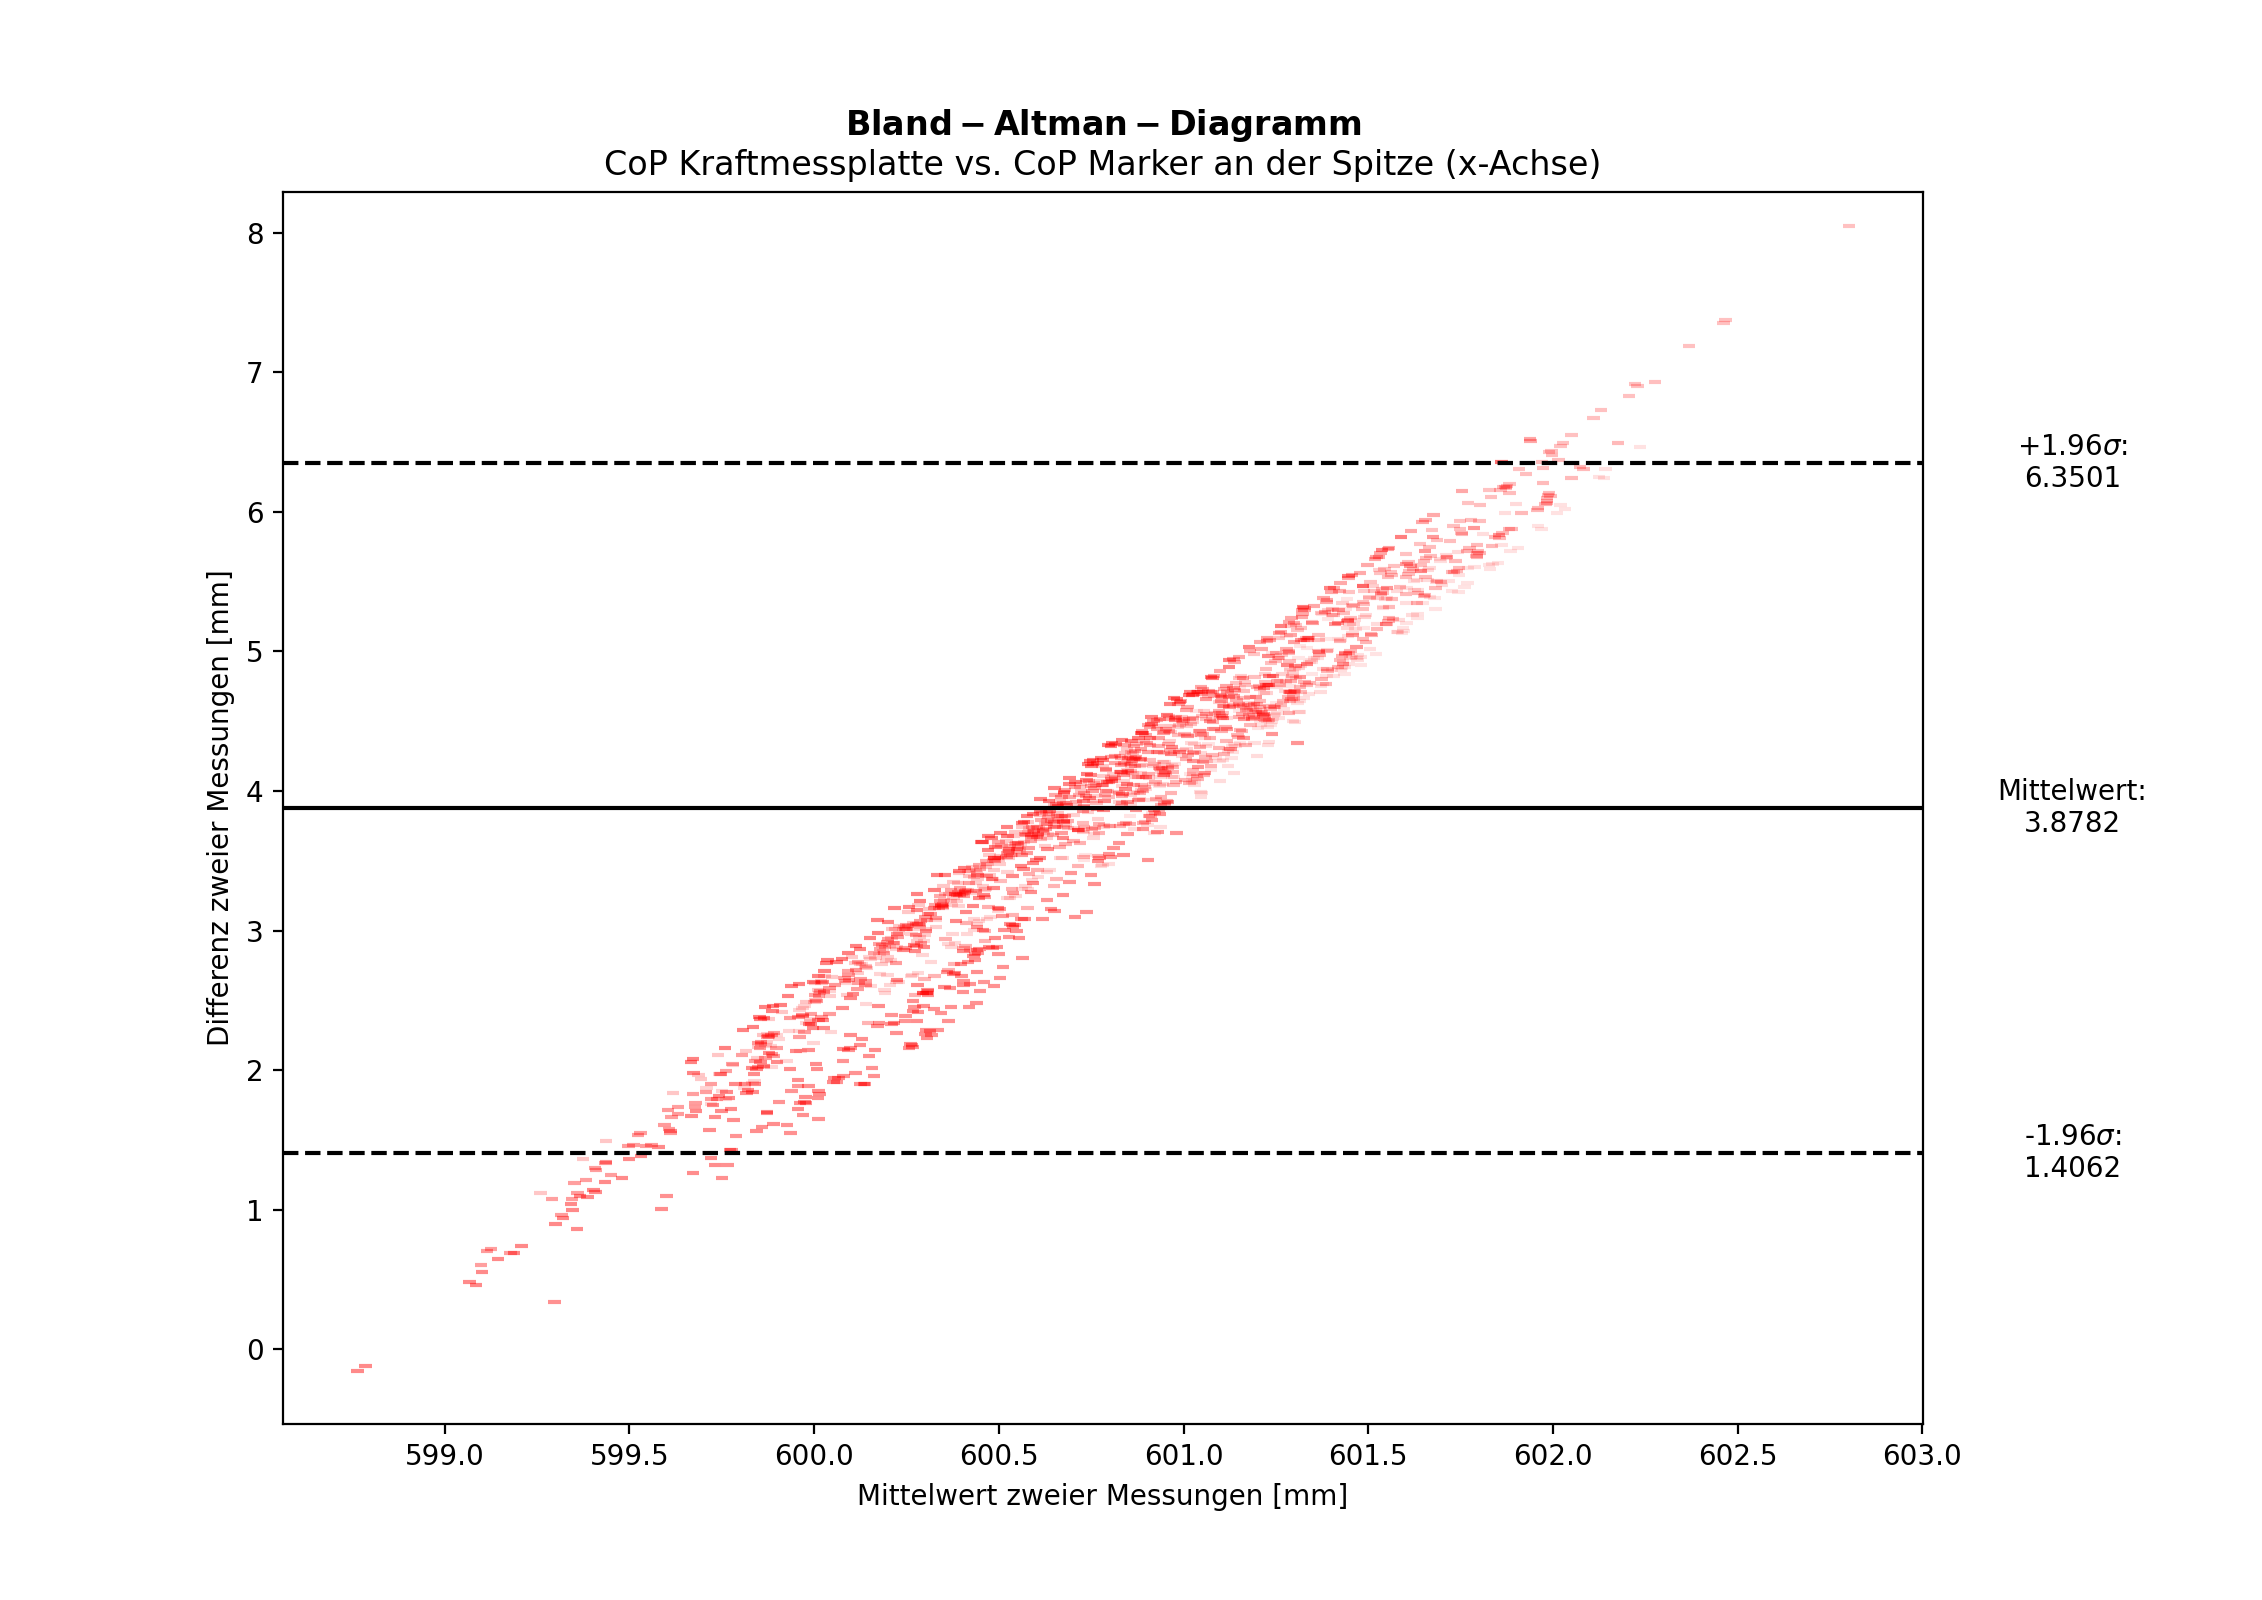 Bland − Altman − Diagramm
CoP Kraftmessplatte vs. CoP Marker an der Spitze (x-Achse)
Differenz zweier Messungen [mm]
8
7
6
5
4
3
2
1
0
+1.96σ:
6.3501
Mittelwert:
3.8782
-1.96σ:
1.4062
599.0 599.5 600.0 600.5 601.0 601.5 602.0 602.5 603.0
Mittelwert zweier Messungen [mm]